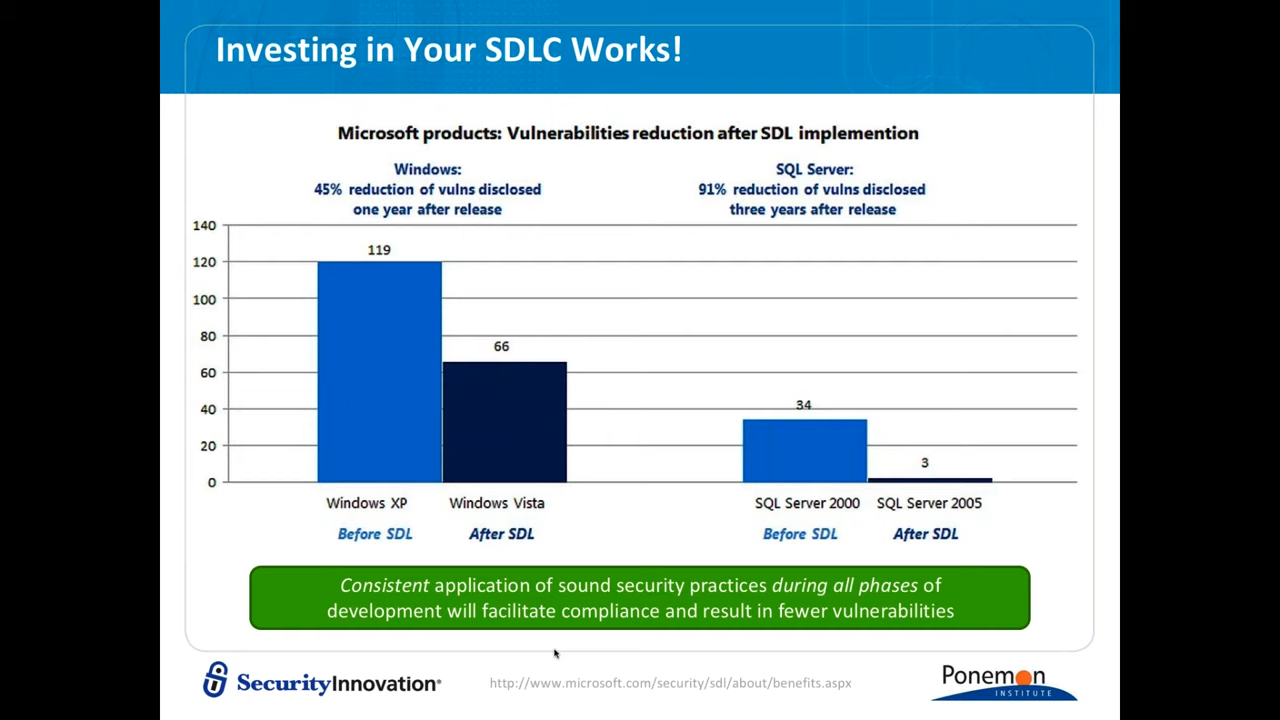 Investing in Your SDLC Works!
Microsoft products: Vulnerabilities reduction after SDL implemention
Windows:
45% reduction of vulns disclosed
one year after release
SQL Server:
91% reduction of vulns disclosed
three years after release
140
120
100
80
60
40
20
0
119
66
34
3
Windows XP
Windows Vista
SQL Server 2000
SQL Server 2005
Before SDL
After SDL
Before SDL
After SDL
Consistent application of sound security practices during all phases of
development will facilitate compliance and result in fewer vulnerabilities
SecurityInnovation®
http://www.microsoft.com/security/sdl/about/benefits.aspx
Ponemon
INSTITUTE